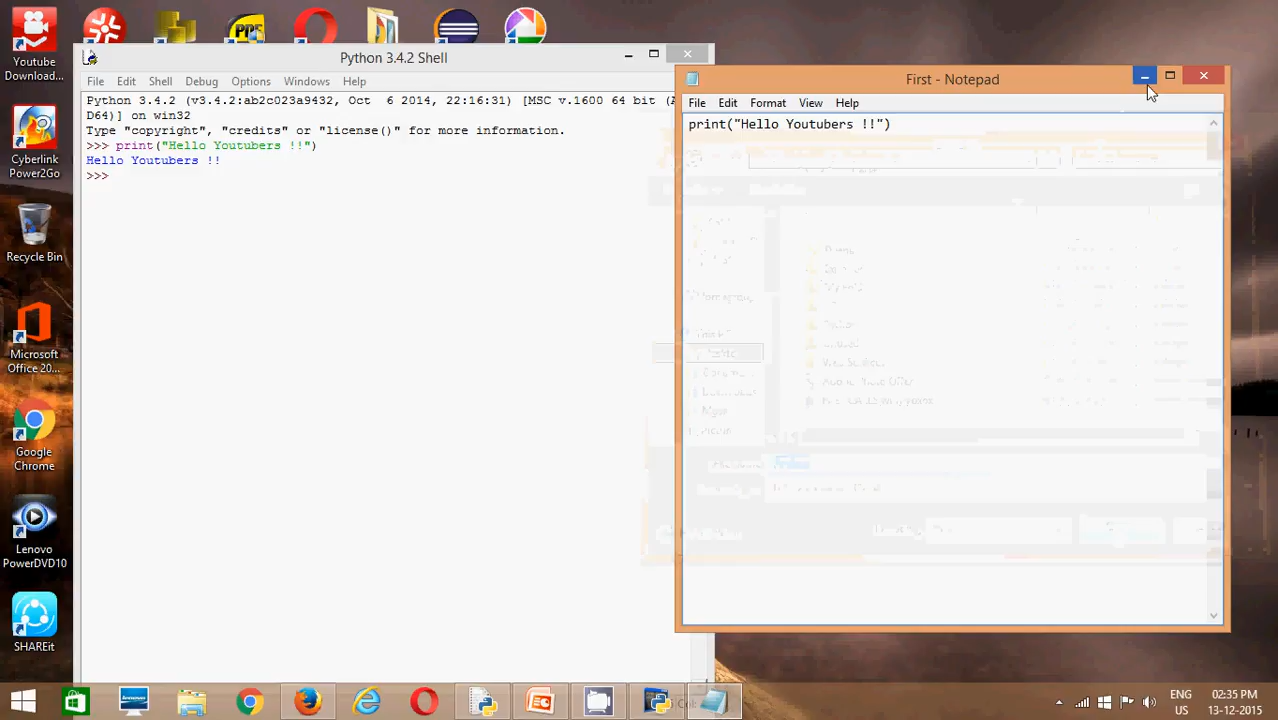 Youtube
Download...
Cyberlink
Power2Go
Recycle Bin
Microsoft
Office 20...
Google
Chrome
Lenovo
PowerDVD10
SHAREit
PPF
Python 3.4.2 Shell
File Edit Shell Debug Options Windows Help
Python 3.4.2 (v3.4.2:ab2c023a9432, Oct  6 2014, 22:16:31) [MSC v.1600 64 bit (A
D64)] on win32
Type "copyright", "credits" or "license()" for more information.
>>> print("Hello Youtubers !!")
Hello Youtubers !!
>>>
First - Notepad
File Edit Format View Help
print("Hello Youtubers !!")
ENG
US
02:35 PM
13-12-2015